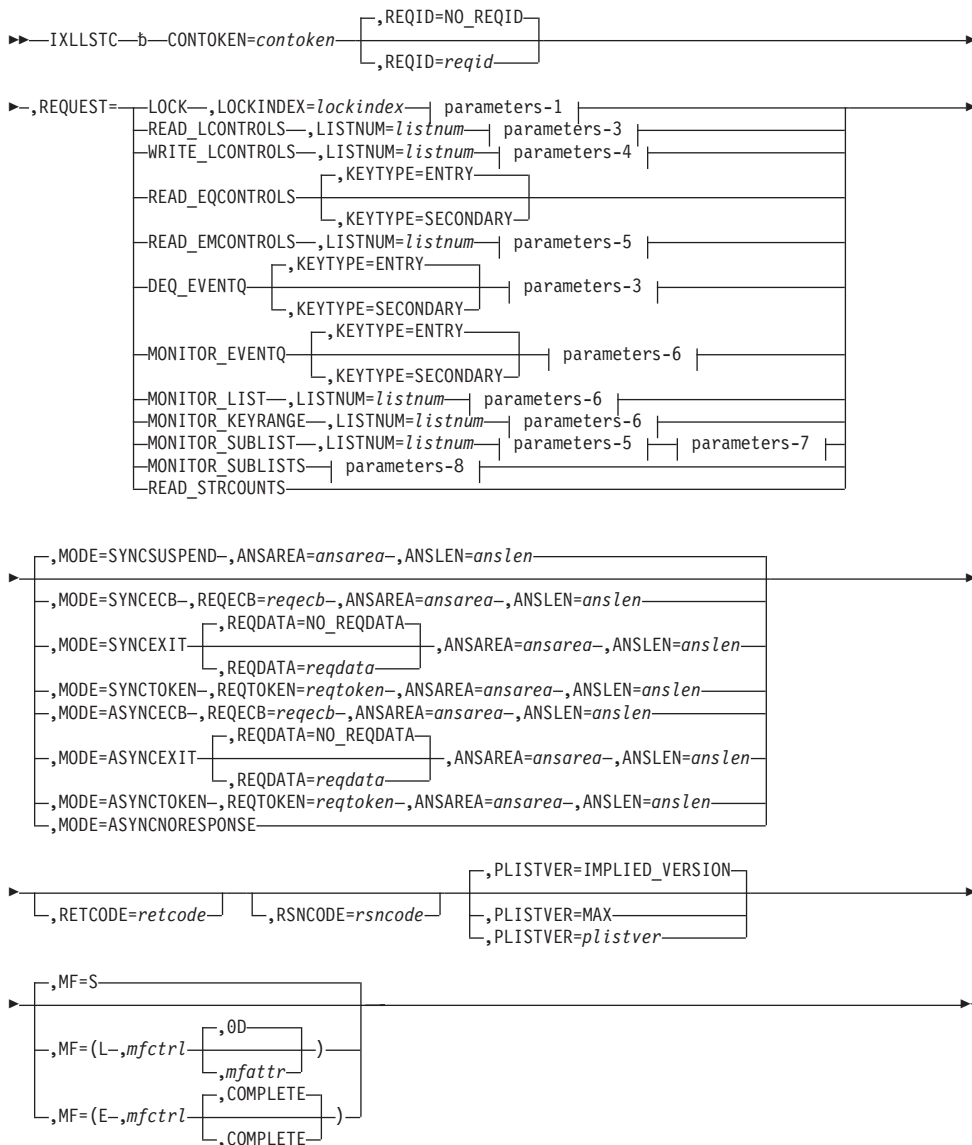 ,REQID=NO_REQID
IXLLSTC ƀ CONTOKEN=contoken
,REQID=reqid
,REQUEST= LOCK ,LOCKINDEX=lockindex parameters-1
READ_LCONTROLS ,LISTNUM=listnum parameters-3
WRITE_LCONTROLS ,LISTNUM=listnum parameters-4
,KEYTYPE=ENTRY
READ_EQCONTROLS
,KEYTYPE=SECONDARY
READ_EMCONTROLS ,LISTNUM=listnum parameters-5
,KEYTYPE=ENTRY
DEQ_EVENTQ parameters-3
,KEYTYPE=SECONDARY
,KEYTYPE=ENTRY
MONITOR_EVENTQ parameters-6
,KEYTYPE=SECONDARY
MONITOR_LIST ,LISTNUM=listnum parameters-6
MONITOR_KEYRANGE ,LISTNUM=listnum parameters-6
MONITOR_SUBLIST ,LISTNUM=listnum parameters-5 parameters-7
MONITOR_SUBLISTS parameters-8
READ_STRCOUNTS
,MODE=SYNCSUSPEND ,ANSAREA=ansarea ,ANSLEN=anslen
,MODE=SYNCECB ,REQECB=reqecb ,ANSAREA=ansarea ,ANSLEN=anslen
,REQDATA=NO_REQDATA
,MODE=SYNCEXIT ,ANSAREA=ansarea ,ANSLEN=anslen
,REQDATA=reqdata
,MODE=SYNCTOKEN ,REQTOKEN=reqtoken ,ANSAREA=ansarea ,ANSLEN=anslen
,MODE=ASYNCECB ,REQECB=reqecb ,ANSAREA=ansarea ,ANSLEN=anslen
,REQDATA=NO_REQDATA
,MODE=ASYNCEXIT ,ANSAREA=ansarea ,ANSLEN=anslen
,REQDATA=reqdata
,MODE=ASYNCTOKEN ,REQTOKEN=reqtoken ,ANSAREA=ansarea ,ANSLEN=anslen
,MODE=ASYNCNORESPONSE
,PLISTVER=IMPLIED_VERSION
,RETCODE=retcode ,RSNCODE=rsncode ,PLISTVER=MAX
,PLISTVER=plistver
,MF=S
,0D
,MF=(L ,mfctrl )
,mfattr
,COMPLETE
,MF=(E ,mfctrl )
,COMPLETE